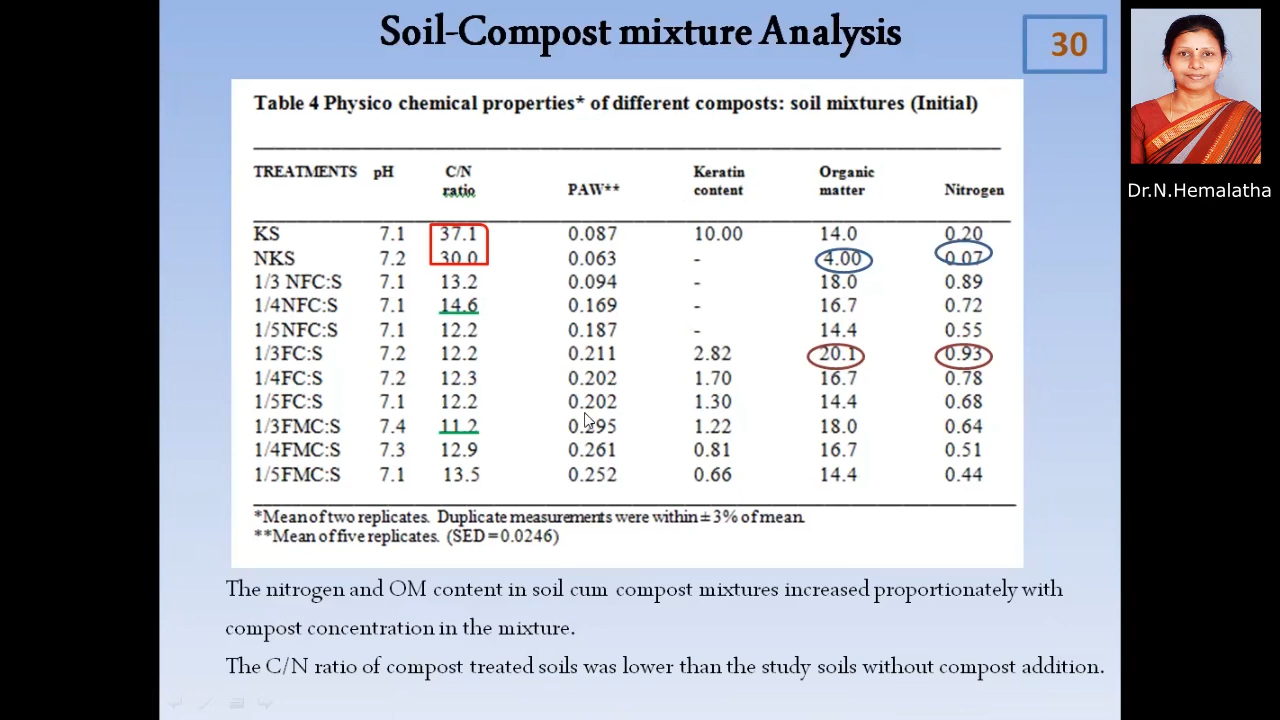 Soil-Compost mixture Analysis
30
Table 4 Physico chemical properties* of different composts: soil mixtures (Initial)
TREATMENTS pH C/N ratio PAW** Keratin content Organic matter Nitrogen
KS 7.1 37.1 0.087 10.00 14.0 0.20
NKS 7.2 30.0 0.063 - 4.00 0.07
1/3 NFC:S 7.1 13.2 0.094 - 18.0 0.89
1/4NFC:S 7.1 14.6 0.169 - 16.7 0.72
1/5NFC:S 7.1 12.2 0.187 - 14.4 0.55
1/3FC:S 7.2 12.2 0.211 2.82 20.1 0.93
1/4FC:S 7.2 12.3 0.202 1.70 16.7 0.78
1/5FC:S 7.1 12.2 0.202 1.30 14.4 0.68
1/3FMC:S 7.4 11.2 0.295 1.22 18.0 0.64
1/4FMC:S 7.3 12.9 0.261 0.81 16.7 0.51
1/5FMC:S 7.1 13.5 0.252 0.66 14.4 0.44
*Mean of two replicates. Duplicate measurements were within ± 3% of mean.
**Mean of five replicates. (SED = 0.0246)
The nitrogen and OM content in soil cum compost mixtures increased proportionately with
compost concentration in the mixture.
The C/N ratio of compost treated soils was lower than the study soils without compost addition.
Dr.N.Hemalatha